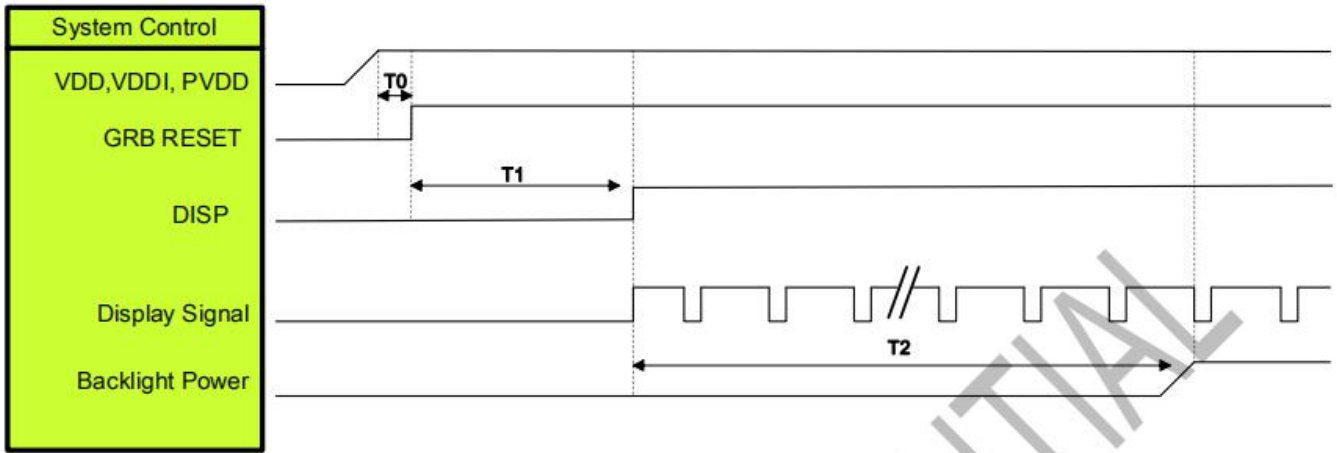 System Control
VDD,VDDI, PVDD
T0
GRB RESET
T1
DISP
Display Signal
T2
Backlight Power